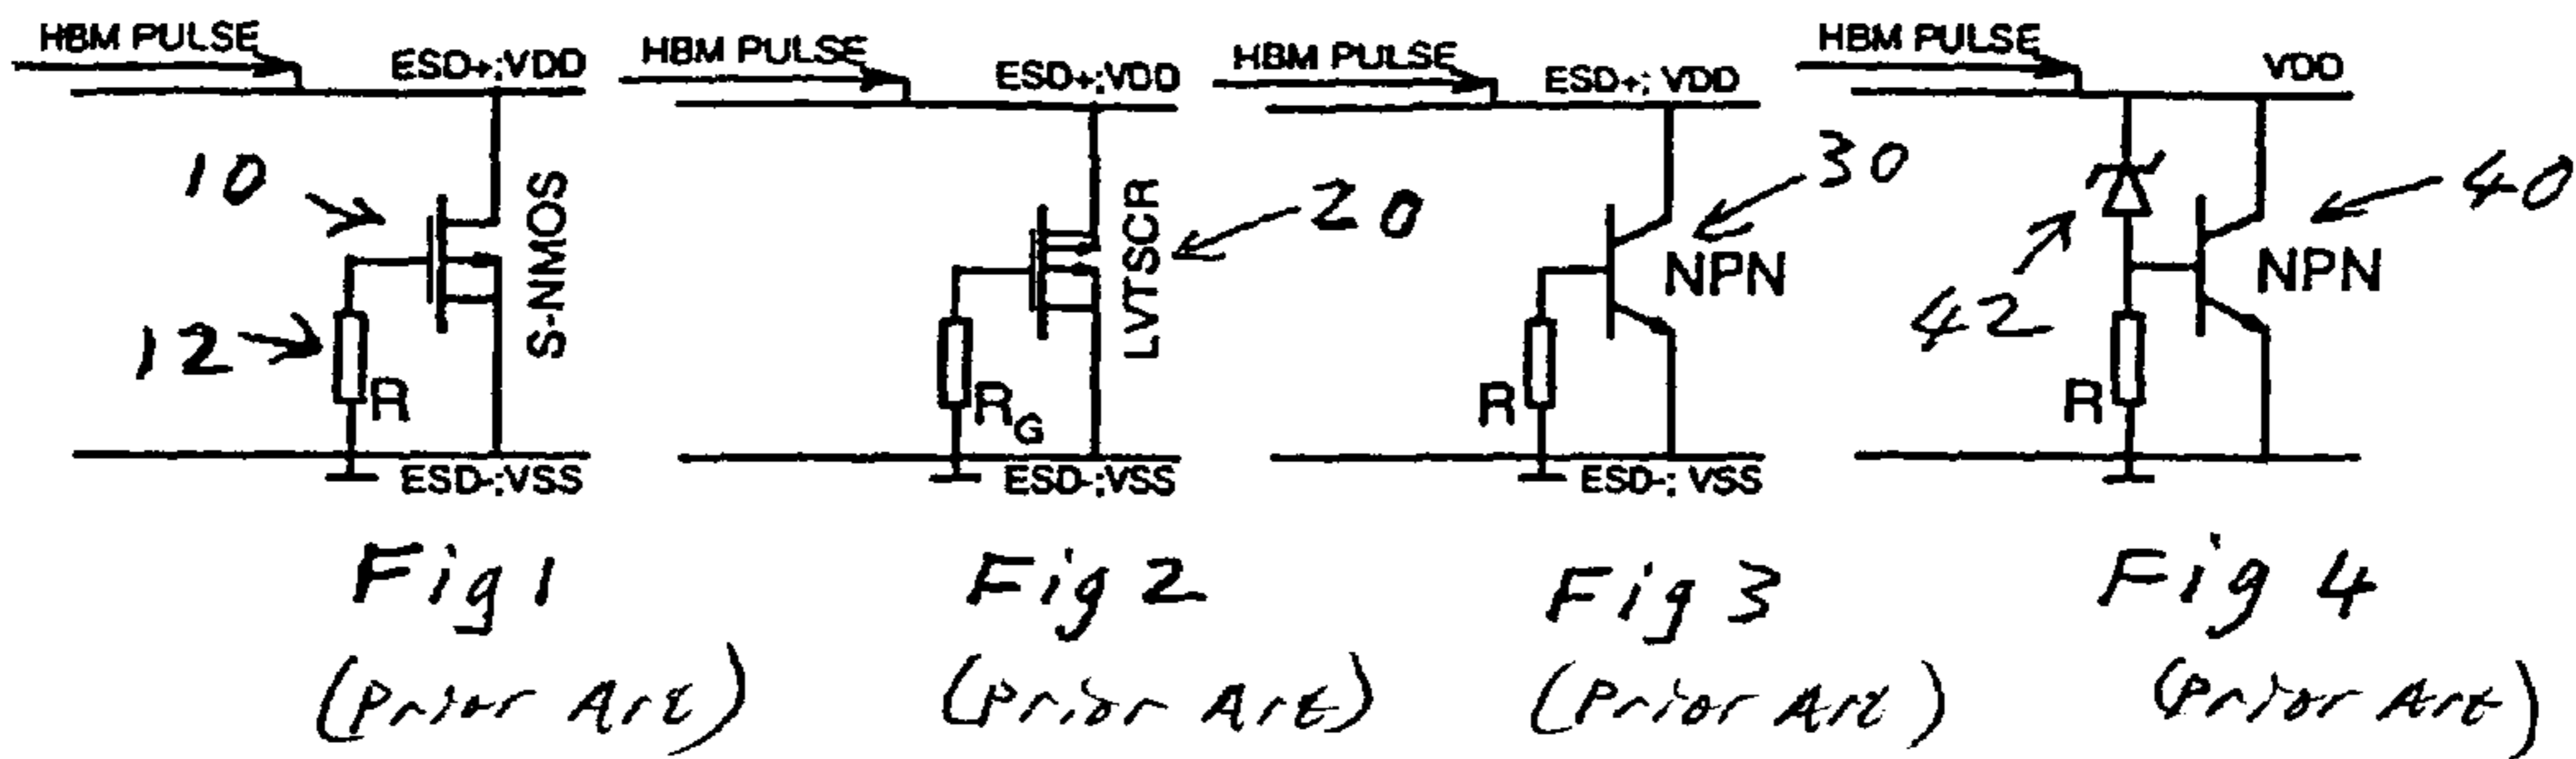 HBM PULSE
ESD+;VDD
10
S-NMOS
12
R
ESD-;VSS
Fig 1
(Prior Art)
HBM PULSE
ESD+;VDD
LVTSCR
20
RG
ESD-;VSS
Fig 2
(Prior Art)
HBM PULSE
ESD+; VDD
30
NPN
R
ESD-; VSS
Fig 3
(Prior Art)
HBM PULSE
VDD
40
NPN
42
R
Fig 4
(Prior Art)